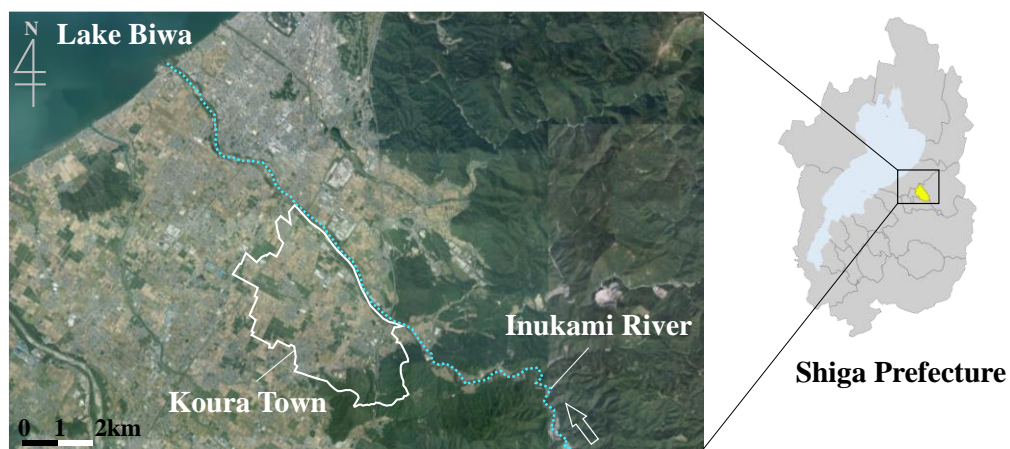 N
Lake Biwa
Inukami River
Koura Town
0 1 2km
Shiga Prefecture